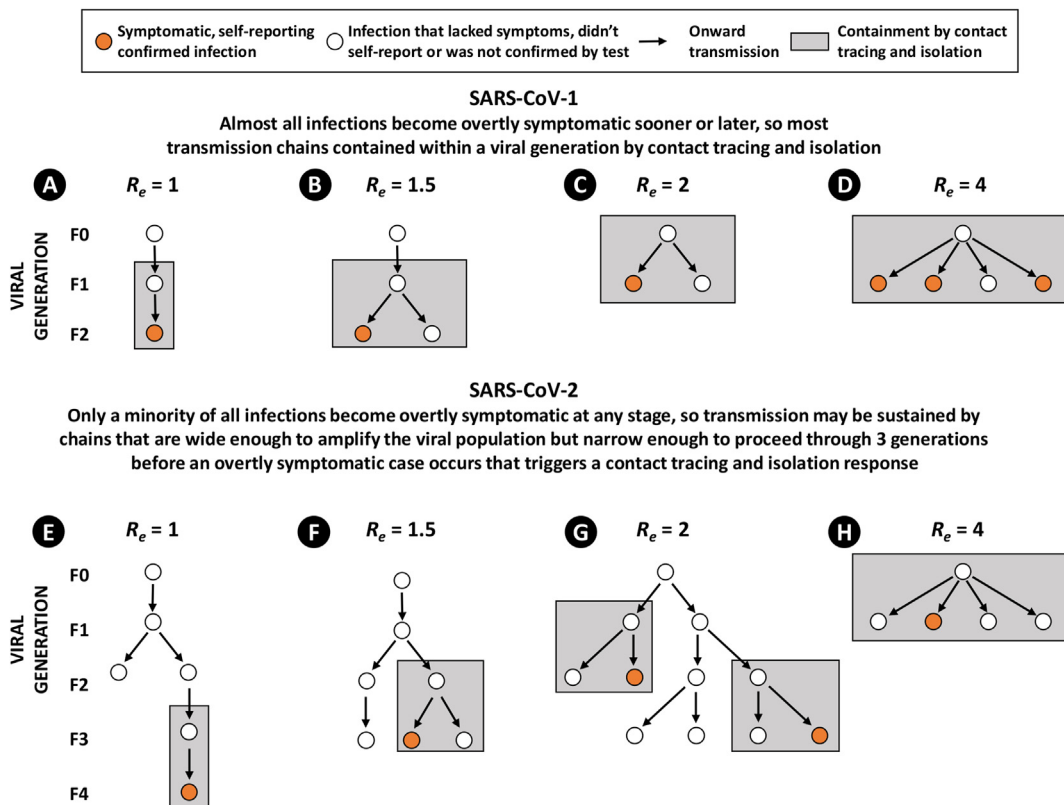 Symptomatic, self-reporting
confirmed infection
Infection that lacked symptoms, didn't
self-report or was not confirmed by test
Onward
transmission
Containment by contact
tracing and isolation
SARS-CoV-1
Almost all infections become overtly symptomatic sooner or later, so most
transmission chains contained within a viral generation by contact tracing and isolation
A Re = 1
B Re = 1.5
C Re = 2
D Re = 4
VIRAL
GENERATION
F0
F1
F2
SARS-CoV-2
Only a minority of all infections become overtly symptomatic at any stage, so transmission may be sustained by
chains that are wide enough to amplify the viral population but narrow enough to proceed through 3 generations
before an overtly symptomatic case occurs that triggers a contact tracing and isolation response
E Re = 1
F Re = 1.5
G Re = 2
H Re = 4
VIRAL
GENERATION
F0
F1
F2
F3
F4